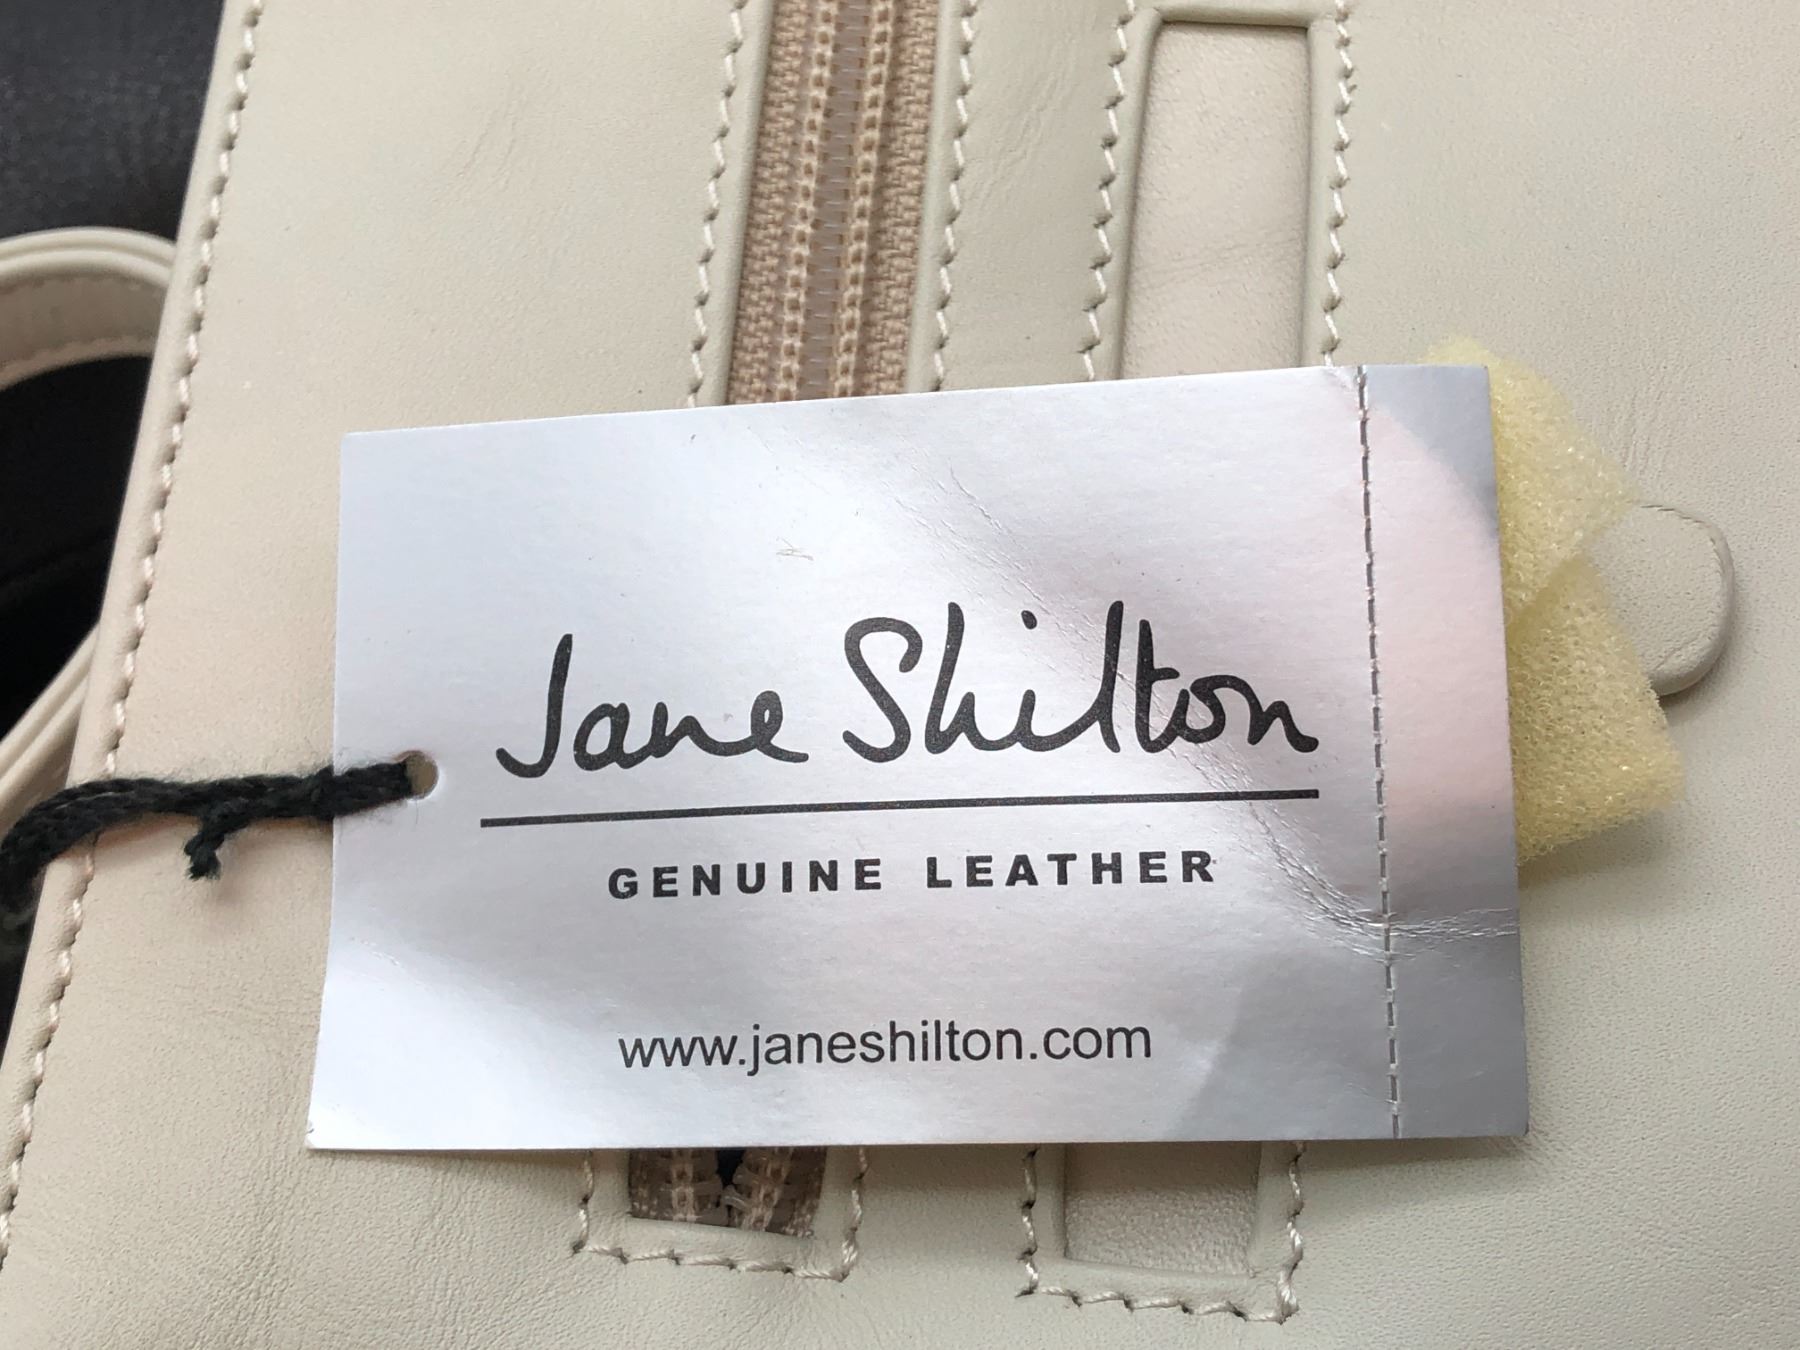 Jane Shilton
GENUINE LEATHER
www.janeshilton.com